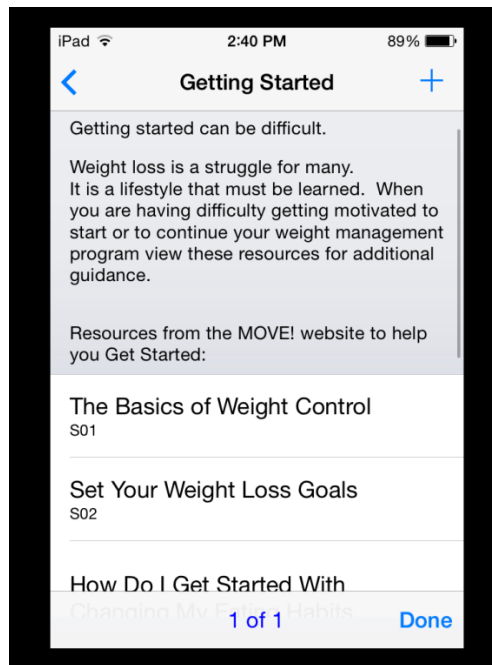 iPad 2:40 PM 89%
Getting Started
Getting started can be difficult.
Weight loss is a struggle for many.
It is a lifestyle that must be learned. When
you are having difficulty getting motivated to
start or to continue your weight management
program view these resources for additional
guidance.
Resources from the MOVE! website to help
you Get Started:
The Basics of Weight Control
S01
Set Your Weight Loss Goals
S02
How Do I Get Started With
Changing My Eating Habits
1 of 1 Done